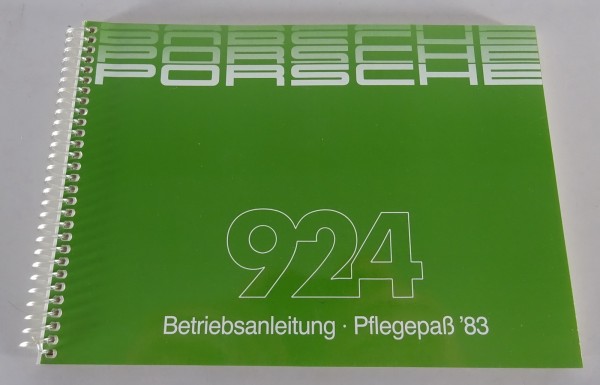 PORSCHE
PORSCHE
PORSCHE
924
Betriebsanleitung · Pflegepaß '83